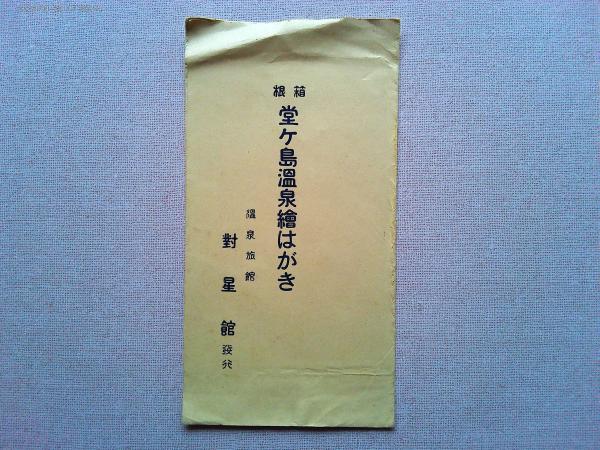 箱根
堂ケ島溫泉繪はがき
溫泉旅館
對星館發行